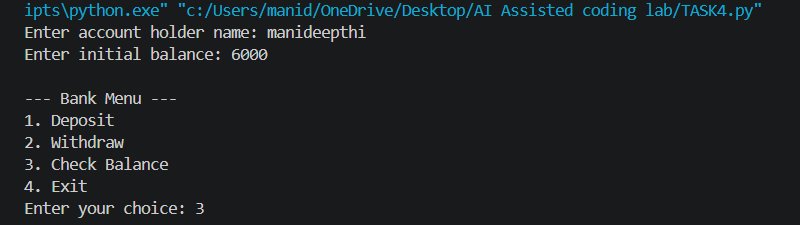 ipts\python.exe" "c:/Users/manid/OneDrive/Desktop/AI Assisted coding lab/TASK4.py"
Enter account holder name: manideepthi
Enter initial balance: 6000
--- Bank Menu ---
1. Deposit
2. Withdraw
3. Check Balance
4. Exit
Enter your choice: 3